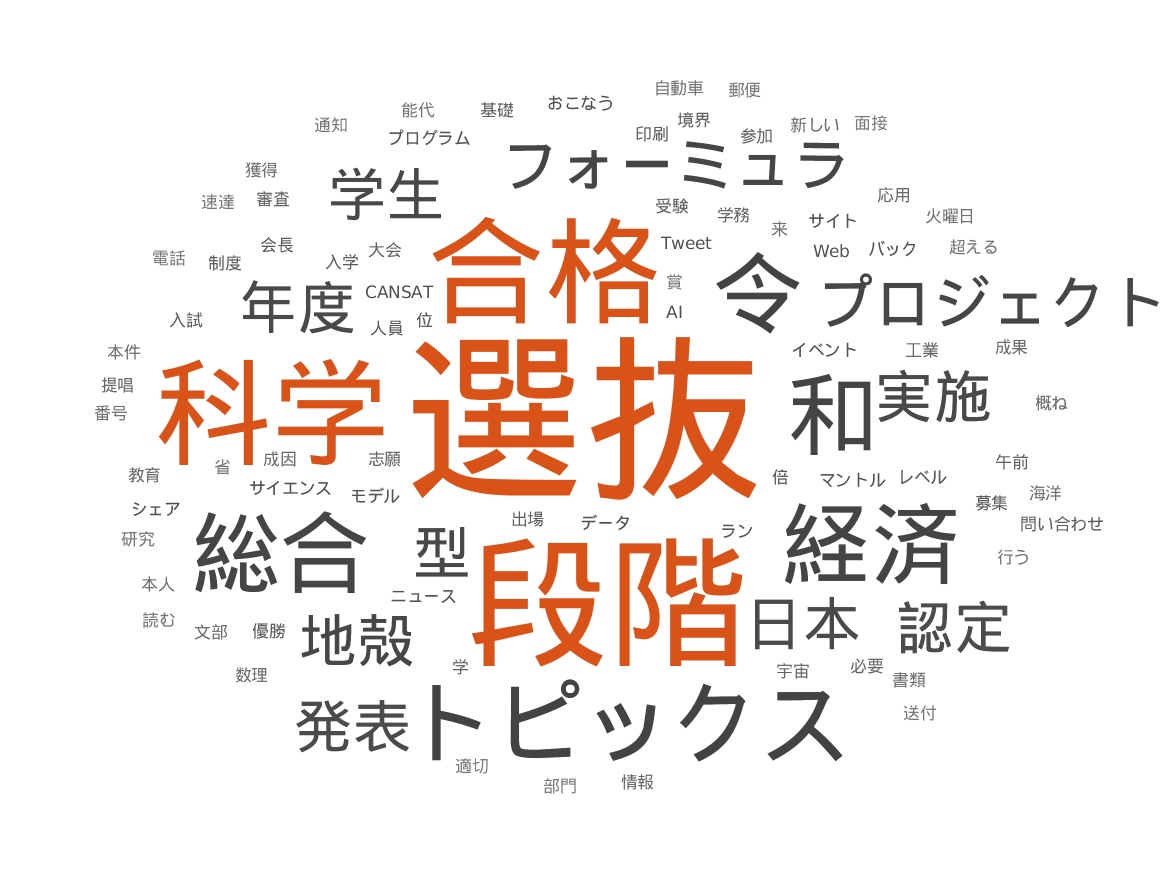 自動車 郵便
能代 基礎 おこなう
通知 プログラム 印刷 境界 参加 新しい 面接
フォーミュラ
獲得 学生
速達 審査 受験 学務 来 サイト 応用 火曜日
電話 制度 会長 入学 大会 合格 Tweet Web バック 超える
年度 CANSAT 賞 令 プロジェクト
入試 人員 位 AI
本件 イベント 工業 成果
提唱 科学 選抜 和 実施 概ね
番号
教育 省 成因 志願 倍 マントル レベル 午前
シェア サイエンス モデル 募集 海洋
研究 出場 データ ラン 問い合わせ
総合 型 段階 経済 行う
本人 ニュース
読む 文部 優勝 地殻 日本 認定
数理 学 宇宙 必要 書類
発表 トピックス 送付
適切 部門 情報